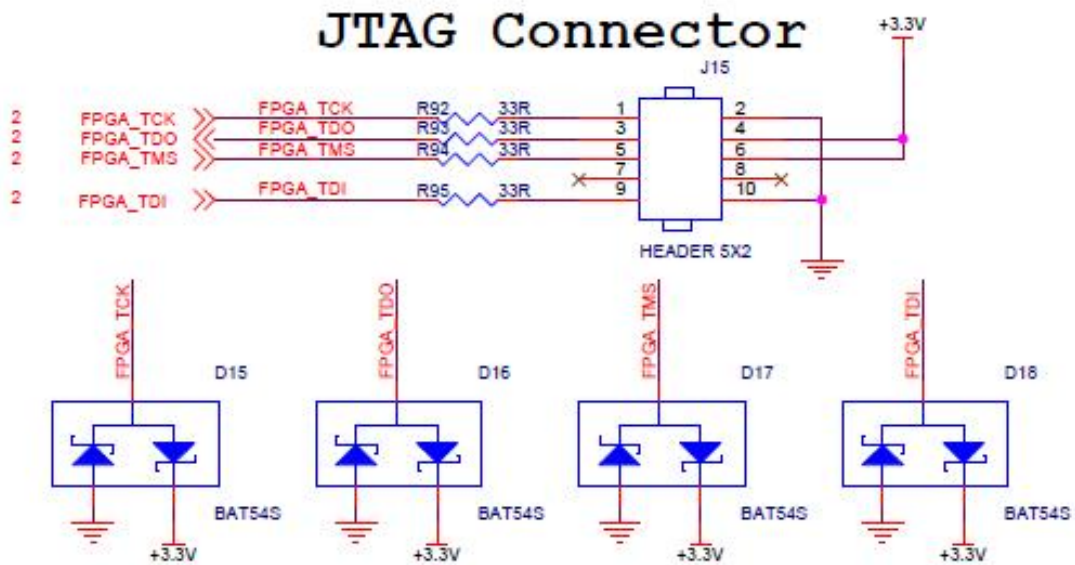 JTAG Connector
+3.3V
J15
2 FPGA_TCK FPGA_TCK R92 33R 1 2
2 FPGA_TDO FPGA_TDO R93 33R 3 4
2 FPGA_TMS FPGA_TMS R94 33R 5 6
7 8
2 FPGA_TDI FPGA_TDI R95 33R 9 10
HEADER 5X2
FPGA_TCK FPGA_TDO FPGA_TMS FPGA_TDI
D15 D16 D17 D18
BAT54S BAT54S BAT54S BAT54S
+3.3V +3.3V +3.3V +3.3V